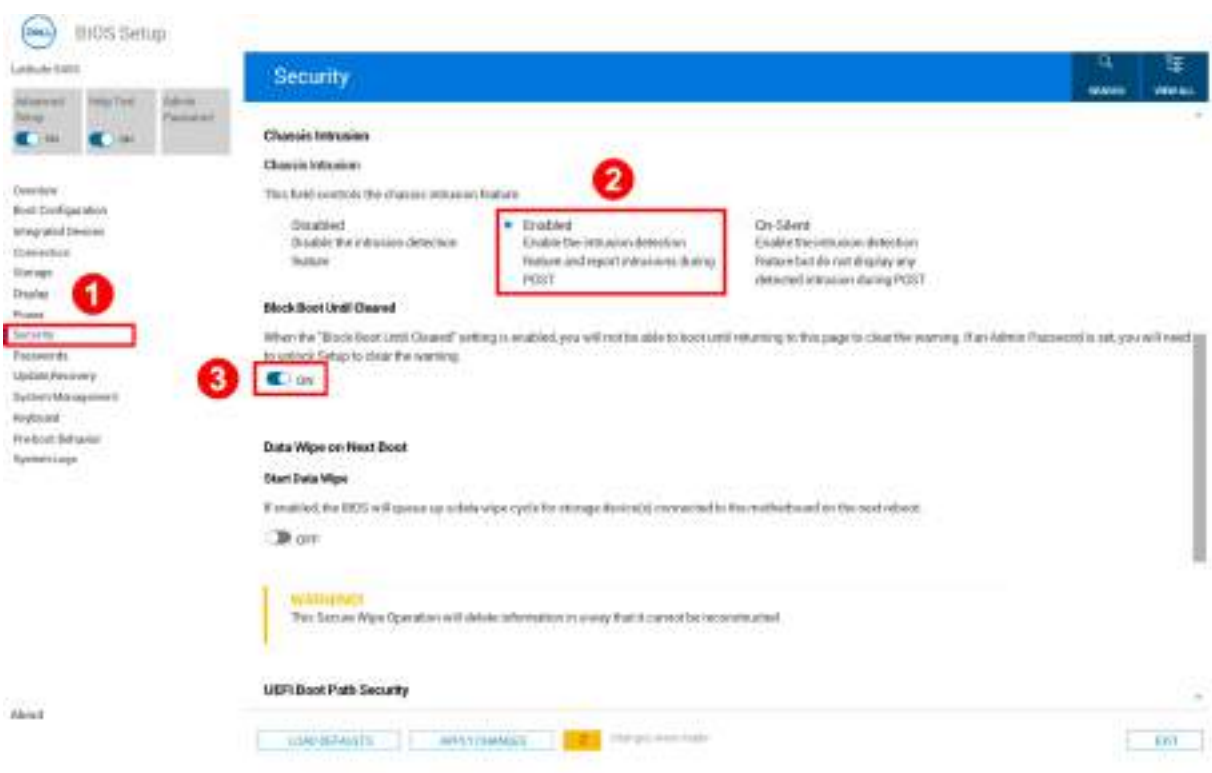 DELL
BIOS Setup
Latitude
Security
SEARCH
VIEW ALL
Advanced Setup
ON
Help Text
ON
Admin Password
Overview
Boot Configuration
Integrated Devices
Connection
Storage
Display
Power
Security
Passwords
Update Recovery
System Management
Keyboard
Pre-boot Behavior
System Logs
About
1
2
3
Chassis Intrusion
Chassis Intrusion
This field controls the chassis intrusion feature
Disabled
Disable the intrusion detection
feature
Enabled
Enable the intrusion detection
feature and report intrusions during
POST
On-Silent
Enable the intrusion detection
feature but do not display any
detected intrusion during POST
Block Boot Until Cleared
When the "Block Boot Until Cleared" setting is enabled, you will not be able to boot until returning to this page to clear the warning. If an Admin Password is set, you will need
to unlock Setup to clear the warning.
ON
Data Wipe on Next Boot
Start Data Wipe
If enabled, the BIOS will queue up a data wipe cycle for storage device(s) connected to the motherboard on the next reboot.
OFF
WARNING!
This Secure Wipe Operation will delete information in a way that it cannot be reconstructed.
UEFI Boot Path Security
LOAD DEFAULTS
APPLY CHANGES
changes were made
EXIT